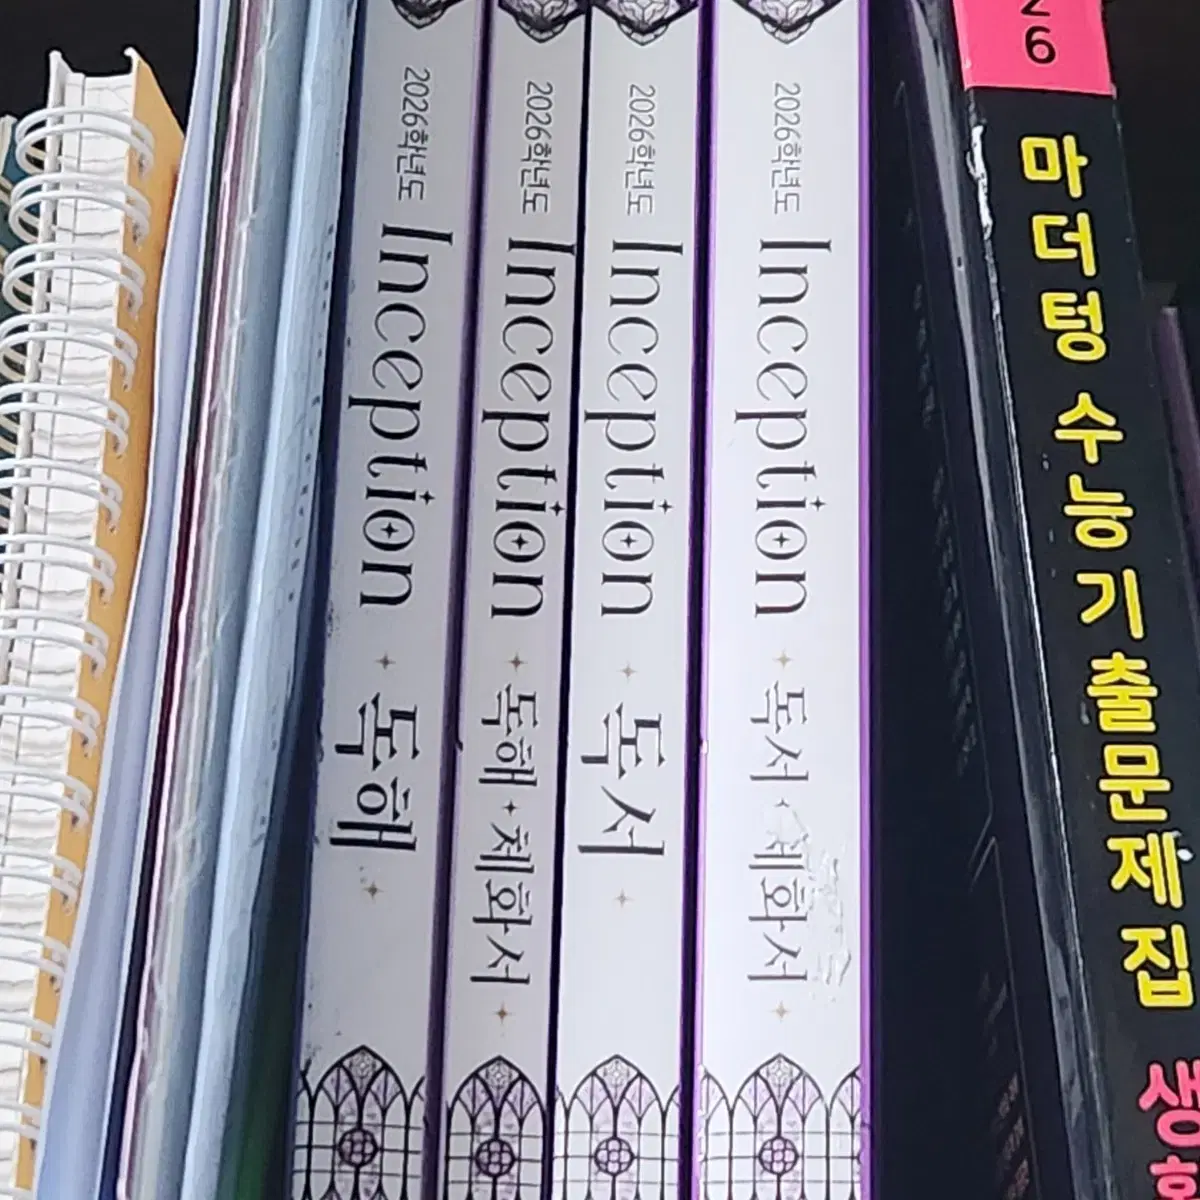 2026학년도 Inception 독해
2026학년도 Inception 독해 체화서
2026학년도 Inception 독서
2026학년도 Inception 독서 체화서
26
마더텅 수능기출문제집